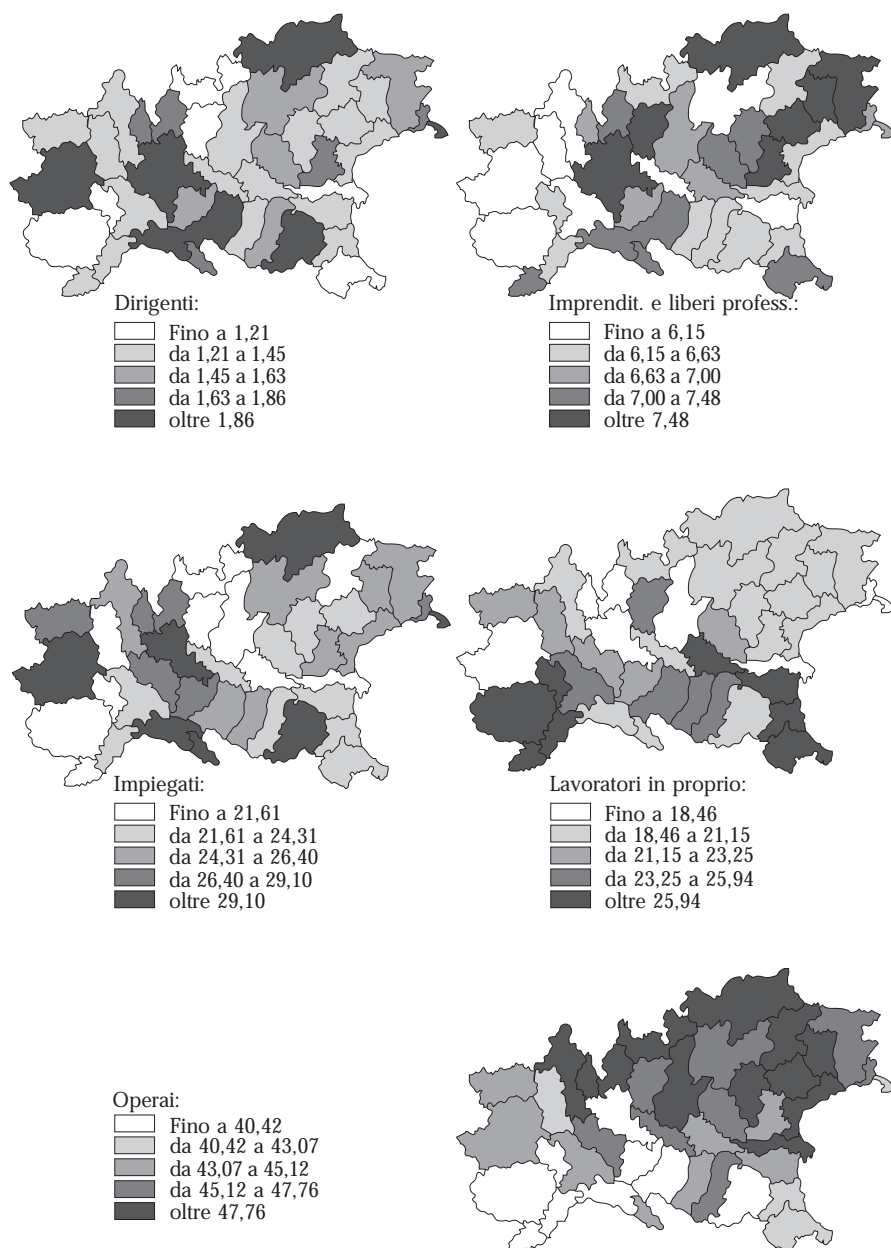 Dirigenti:
Fino a 1,21
da 1,21 a 1,45
da 1,45 a 1,63
da 1,63 a 1,86
oltre 1,86
Imprendit. e liberi profess.:
Fino a 6,15
da 6,15 a 6,63
da 6,63 a 7,00
da 7,00 a 7,48
oltre 7,48
Impiegati:
Fino a 21,61
da 21,61 a 24,31
da 24,31 a 26,40
da 26,40 a 29,10
oltre 29,10
Lavoratori in proprio:
Fino a 18,46
da 18,46 a 21,15
da 21,15 a 23,25
da 23,25 a 25,94
oltre 25,94
Operai:
Fino a 40,42
da 40,42 a 43,07
da 43,07 a 45,12
da 45,12 a 47,76
oltre 47,76